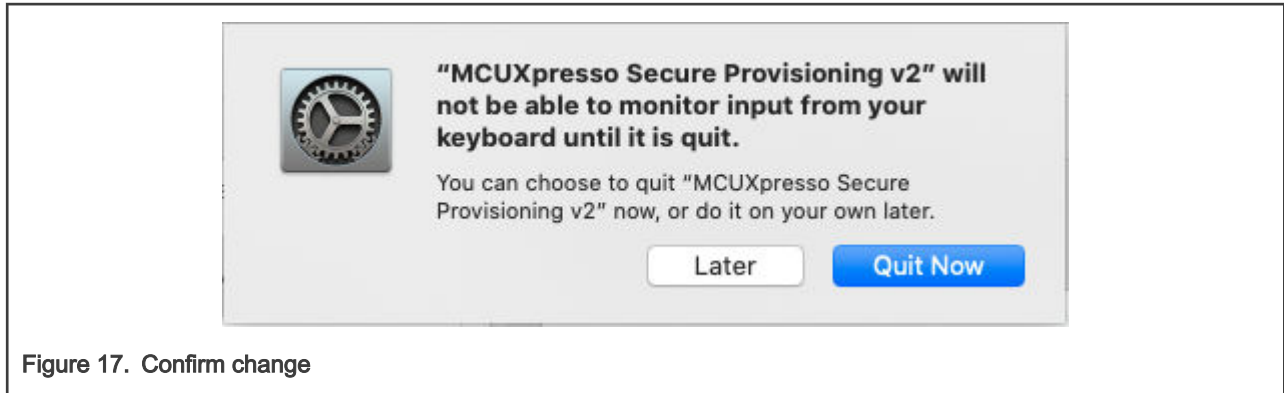 “MCUXpresso Secure Provisioning v2” will
not be able to monitor input from your
keyboard until it is quit.
You can choose to quit “MCUXpresso Secure
Provisioning v2” now, or do it on your own later.
Later
Quit Now
Figure 17. Confirm change